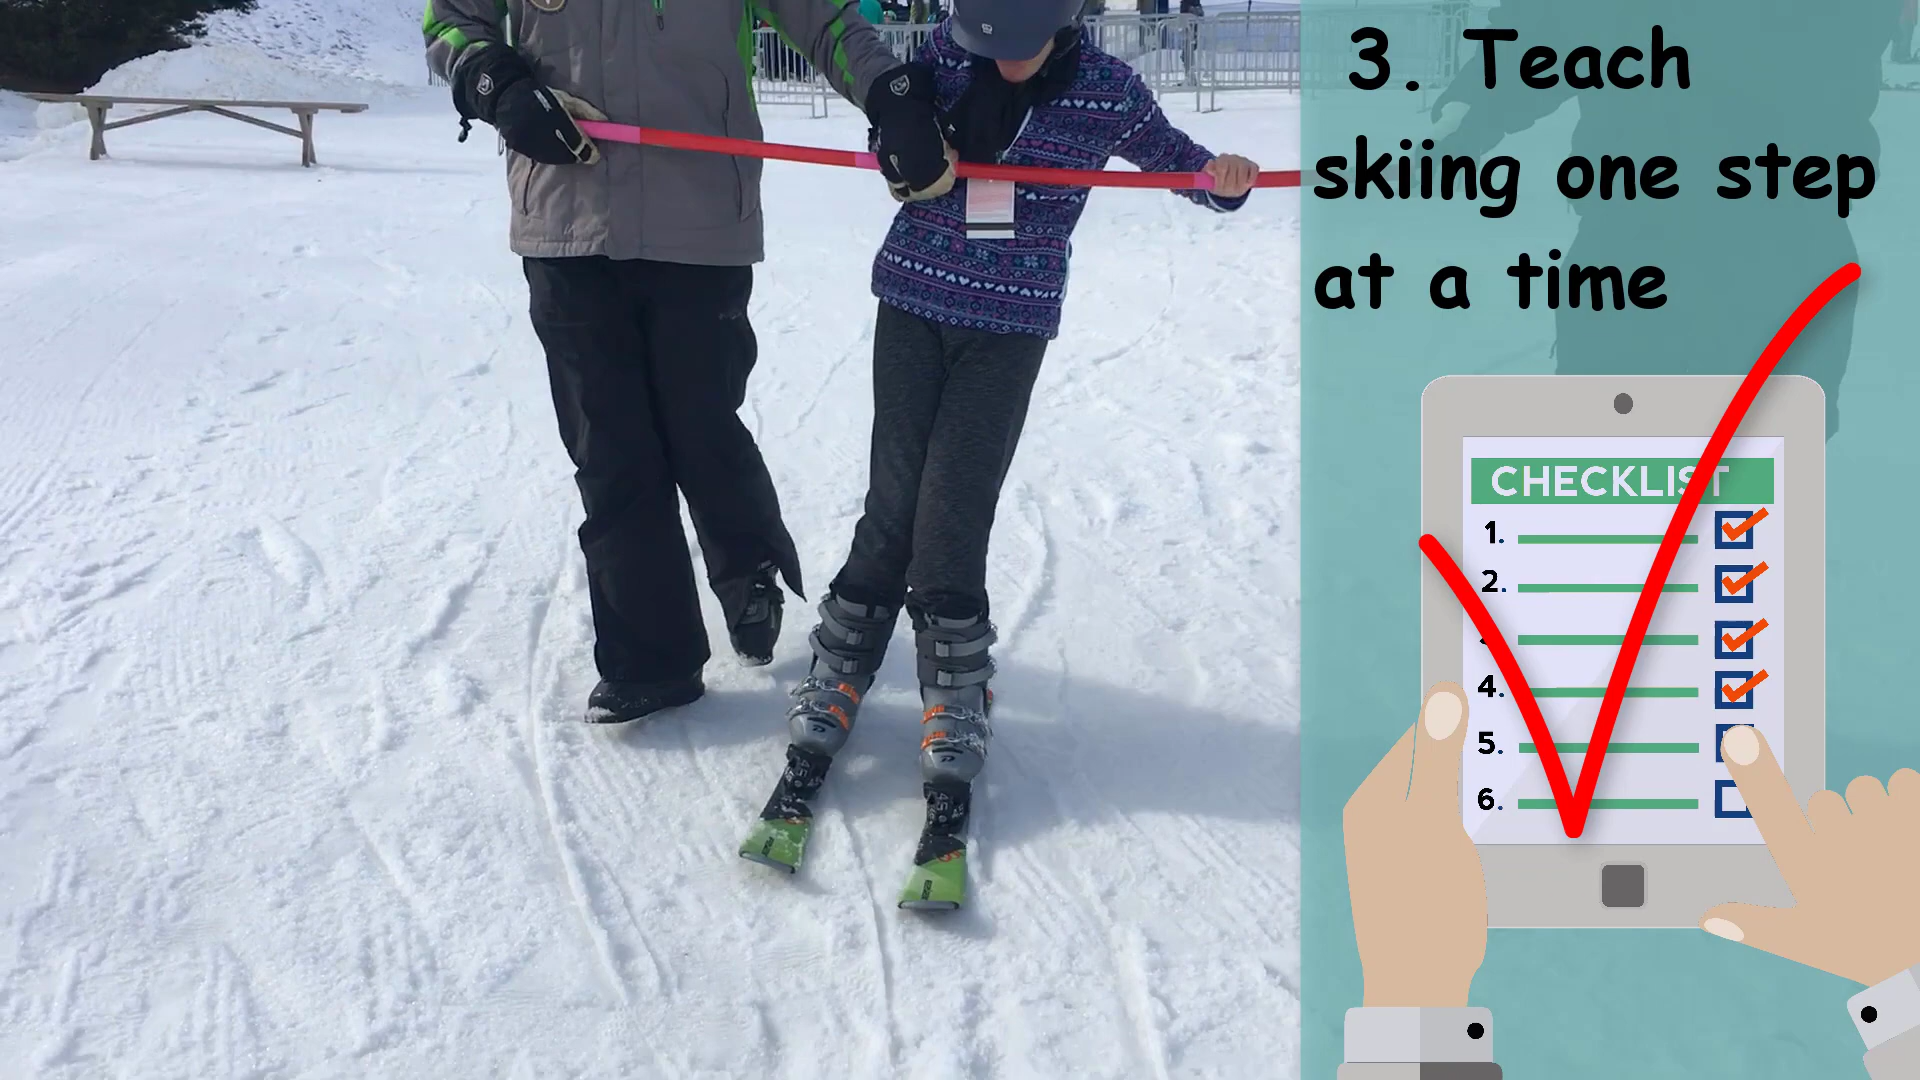 3. Teach
skiing one step
at a time
CHECKLIST
1.
2.
4.
5.
6.